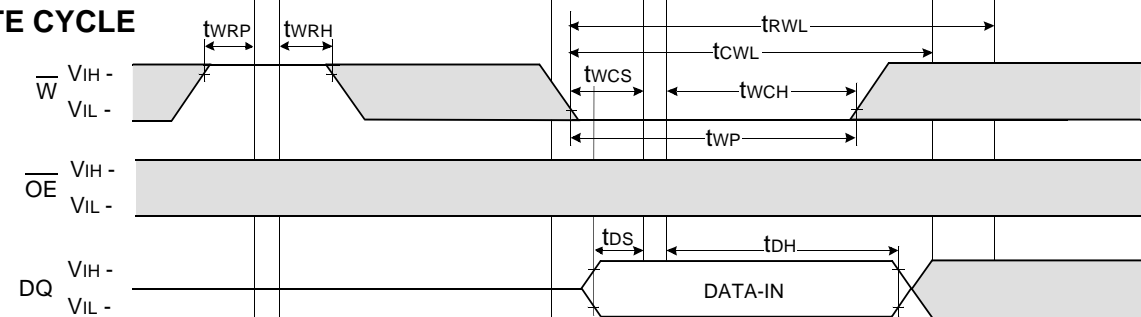 TE CYCLE
tWRP
tWRH
tRWL
tCWL
W
VIH -
VIL -
tWCS
tWCH
tWP
OE
VIH -
VIL -
tDS
tDH
DQ
VIH -
VIL -
DATA-IN